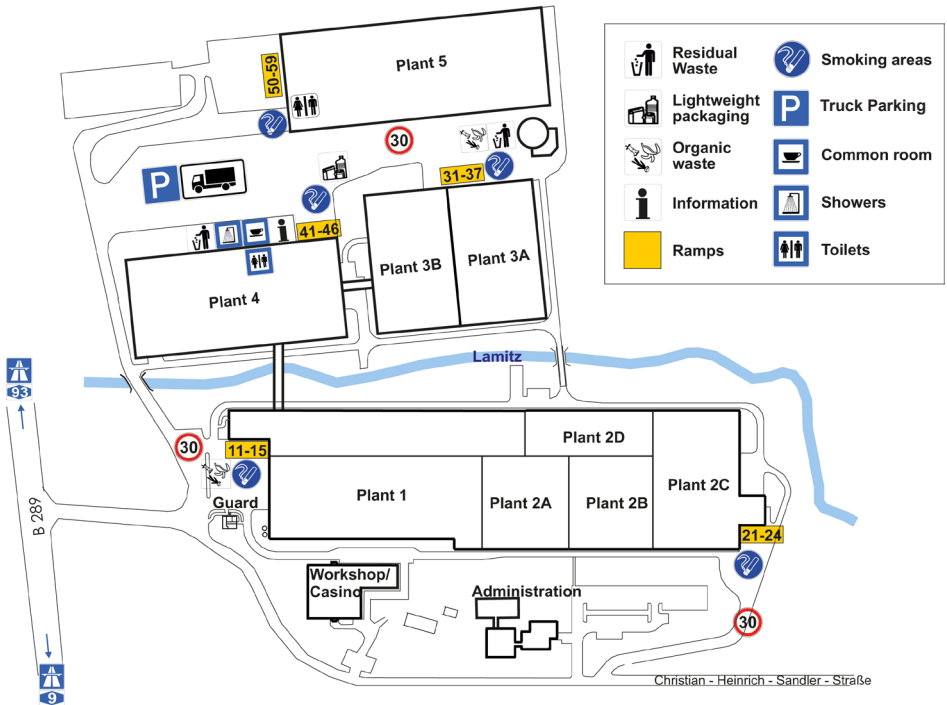 Plant 5
50-59
30
31-37
P
41-46
Plant 4
Plant 3B
Plant 3A
Residual
Waste
Lightweight
packaging
Organic
waste
Information
Ramps
Smoking areas
P
Truck Parking
Common room
Showers
Toilets
Lamitz
93
B 289
9
30
11-15
Guard
Plant 1
Plant 2A
Plant 2B
Plant 2C
Plant 2D
21-24
30
Workshop/
Casino
Administration
Christian - Heinrich - Sandler - Straße